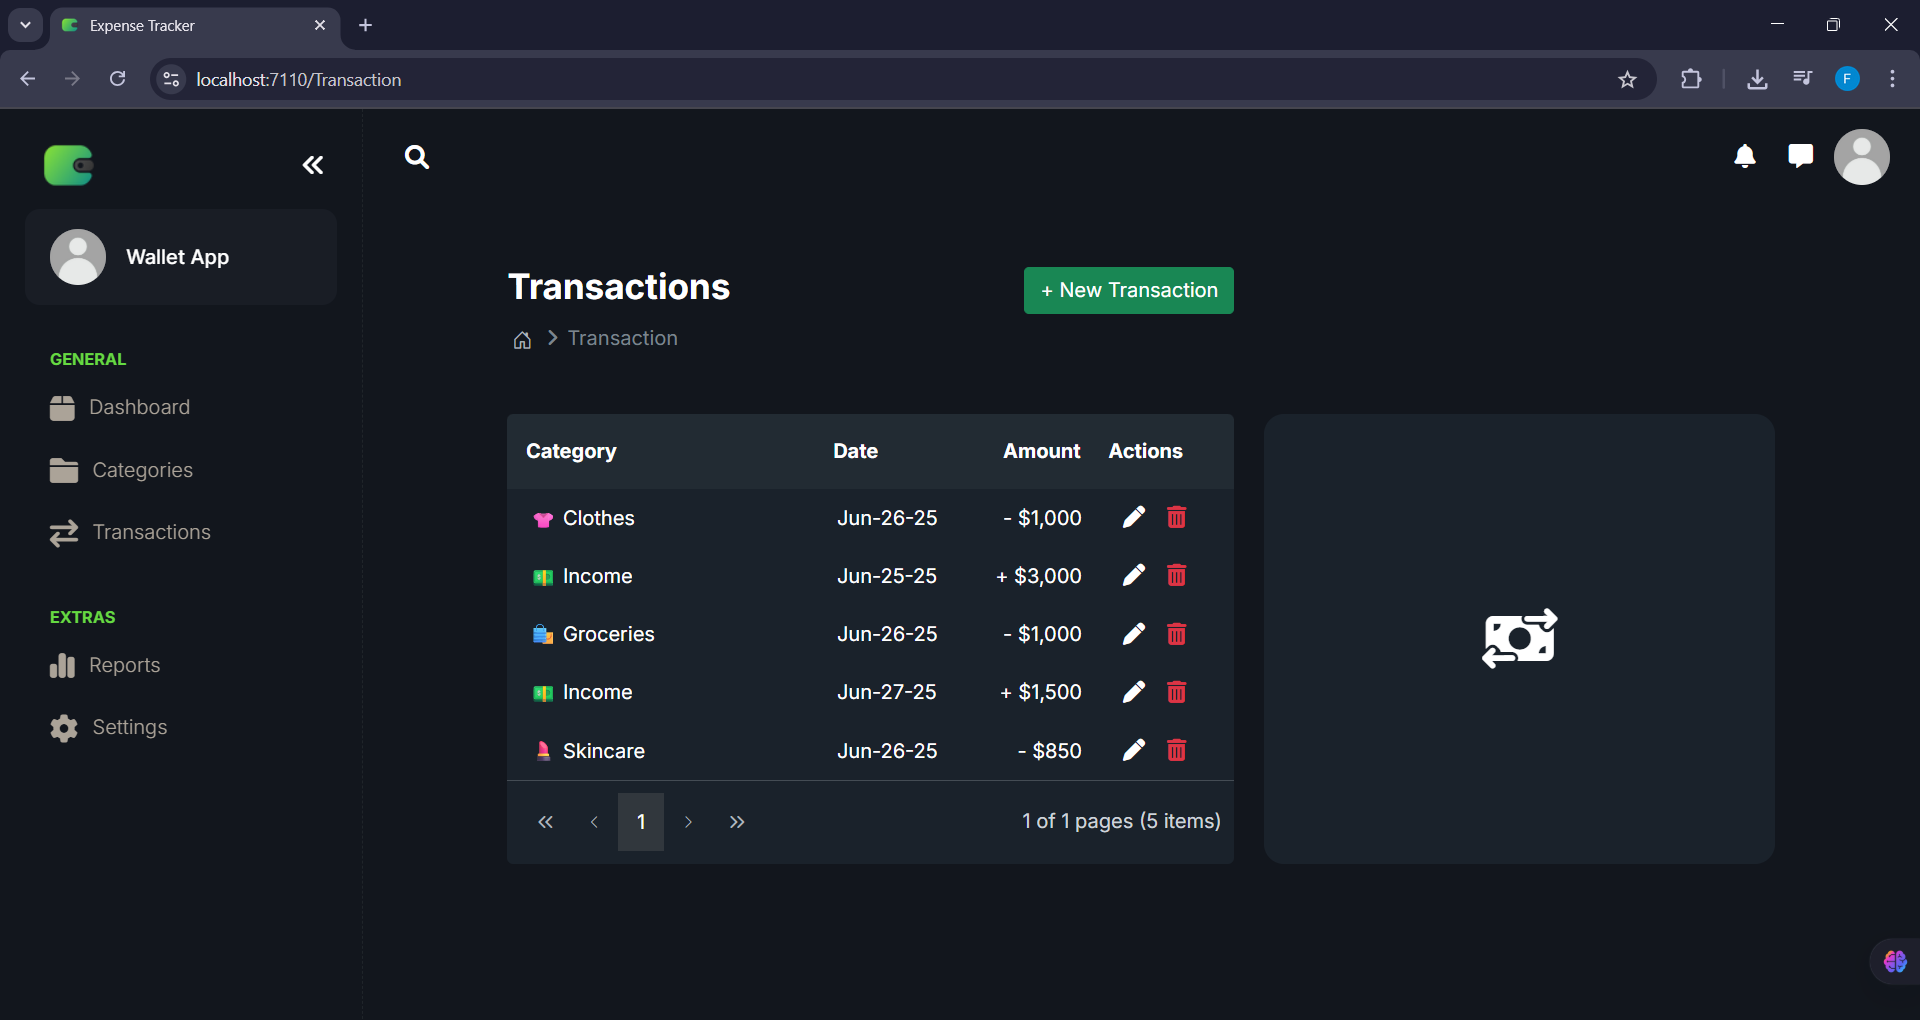 Expense Tracker
localhost:7110/Transaction
F
Wallet App
GENERAL
Dashboard
Categories
Transactions
EXTRAS
Reports
Settings
Transactions
+ New Transaction
Transaction
Category Date Amount Actions
Clothes Jun-26-25 - $1,000
Income Jun-25-25 + $3,000
Groceries Jun-26-25 - $1,000
Income Jun-27-25 + $1,500
Skincare Jun-26-25 - $850
1 1 of 1 pages (5 items)